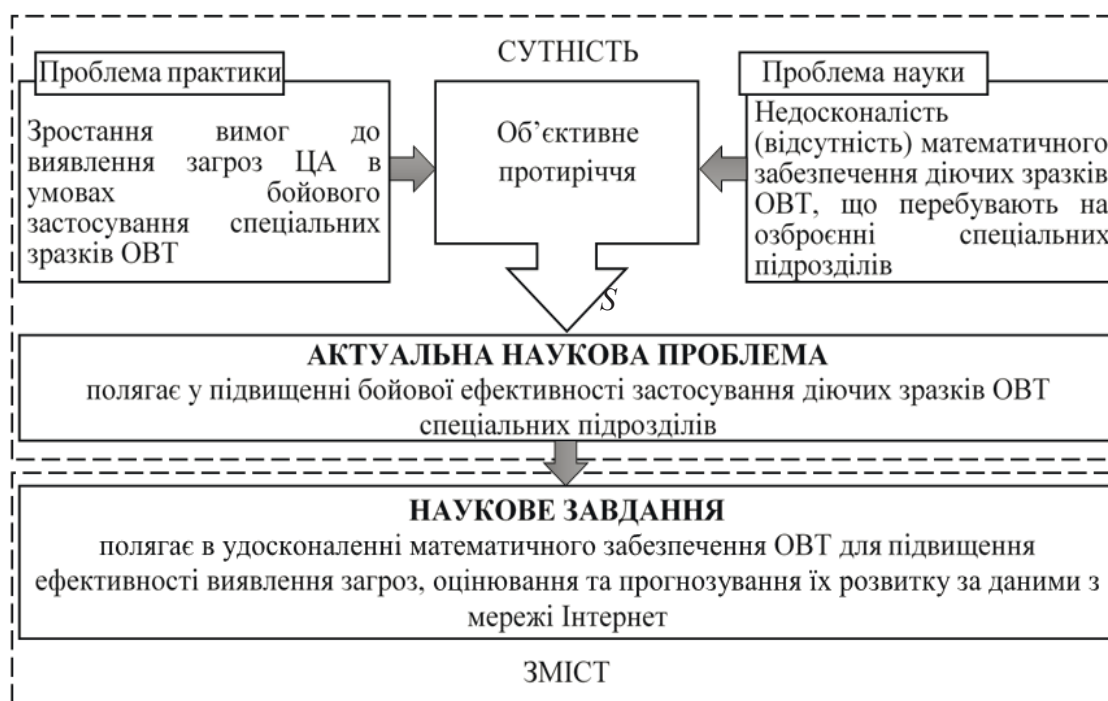 СУТНІСТЬ
Проблема практики
Зростання вимог до
виявлення загроз ЦА в
умовах бойового
застосування спеціальних
зразків ОВТ
Об’єктивне
протиріччя
Проблема науки
Недосконалість
(відсутність) математичного
забезпечення діючих зразків
ОВТ, що перебувають на
озброєнні спеціальних
підрозділів
S
АКТУАЛЬНА НАУКОВА ПРОБЛЕМА
полягає у підвищенні бойової ефективності застосування діючих зразків ОВТ
спеціальних підрозділів
НАУКОВЕ ЗАВДАННЯ
полягає в удосконаленні математичного забезпечення ОВТ для підвищення
ефективності виявлення загроз, оцінювання та прогнозування їх розвитку за даними з
мережі Інтернет
ЗМІСТ